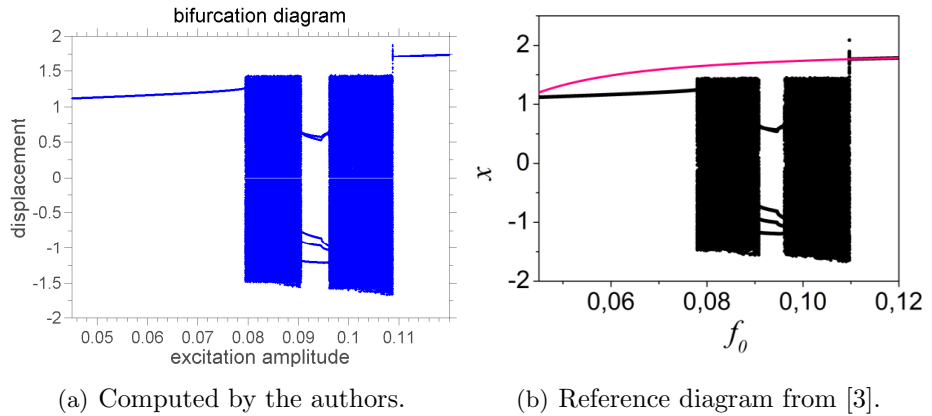 bifurcation diagram
displacement
2
1.5
1
0.5
0
-0.5
-1
-1.5
-2
0.05 0.06 0.07 0.08 0.09 0.1 0.11
excitation amplitude
(a) Computed by the authors.
x
2
1
0
-1
-2
0,06 0,08 0,10 0,12
f0
(b) Reference diagram from [3].